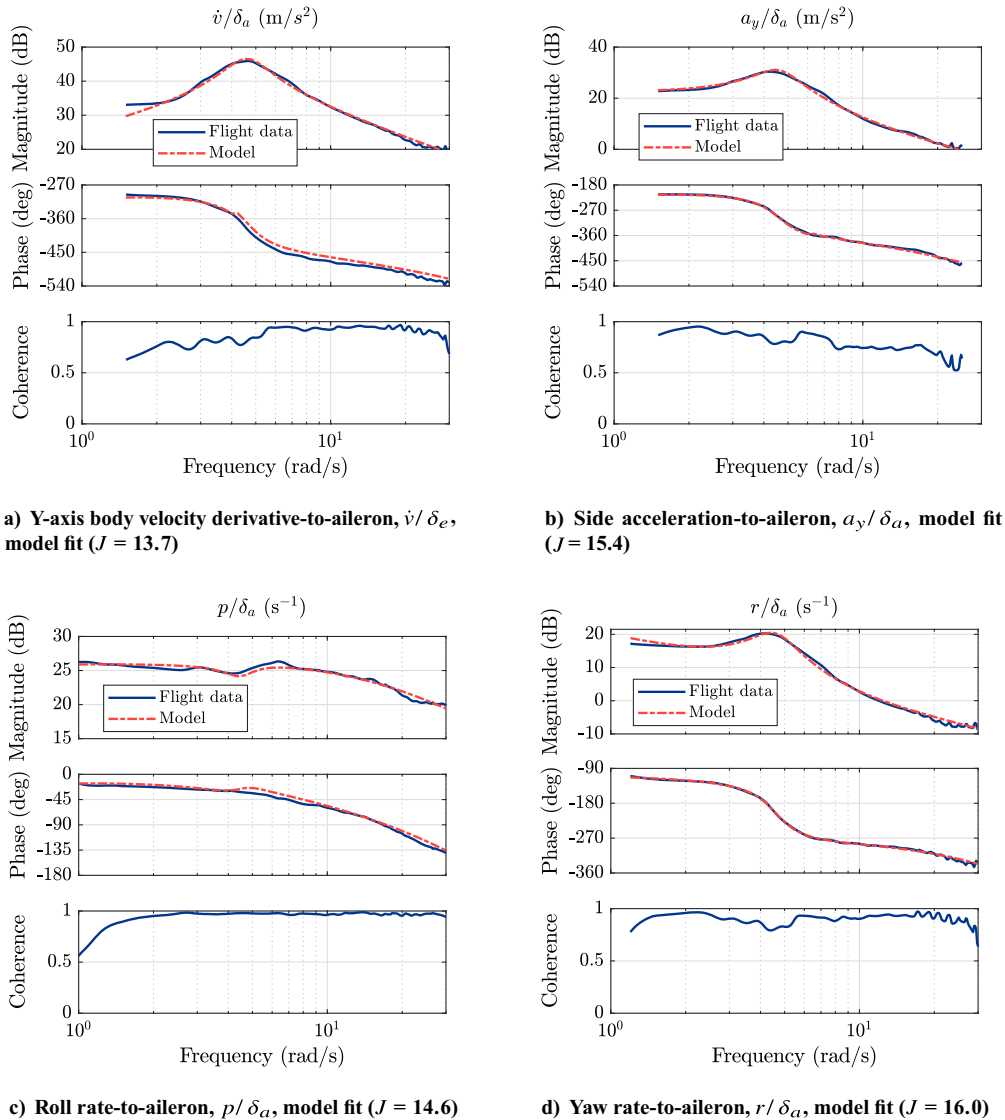 v̇/δₐ (m/s²)
Magnitude (dB)
50
40
30
20
Flight data
Model
Phase (deg)
-270
-360
-450
-540
Coherence
1
0.5
0
10⁰
10¹
Frequency (rad/s)
a) Y-axis body velocity derivative-to-aileron, v̇/δₑ,
model fit (J = 13.7)
a_y/δₐ (m/s²)
Magnitude (dB)
40
20
0
Flight data
Model
Phase (deg)
-180
-270
-360
-450
-540
Coherence
1
0.5
0
10⁰
10¹
Frequency (rad/s)
b) Side acceleration-to-aileron, a_y/δₐ, model fit
(J = 15.4)
p/δₐ (s⁻¹)
Magnitude (dB)
30
25
20
15
Flight data
Model
Phase (deg)
0
-45
-90
-135
-180
Coherence
1
0.5
0
10⁰
10¹
Frequency (rad/s)
c) Roll rate-to-aileron, p/δₐ, model fit (J = 14.6)
r/δₐ (s⁻¹)
Magnitude (dB)
20
10
0
-10
Flight data
Model
Phase (deg)
-90
-180
-270
-360
Coherence
1
0.5
0
10⁰
10¹
Frequency (rad/s)
d) Yaw rate-to-aileron, r/δₐ, model fit (J = 16.0)